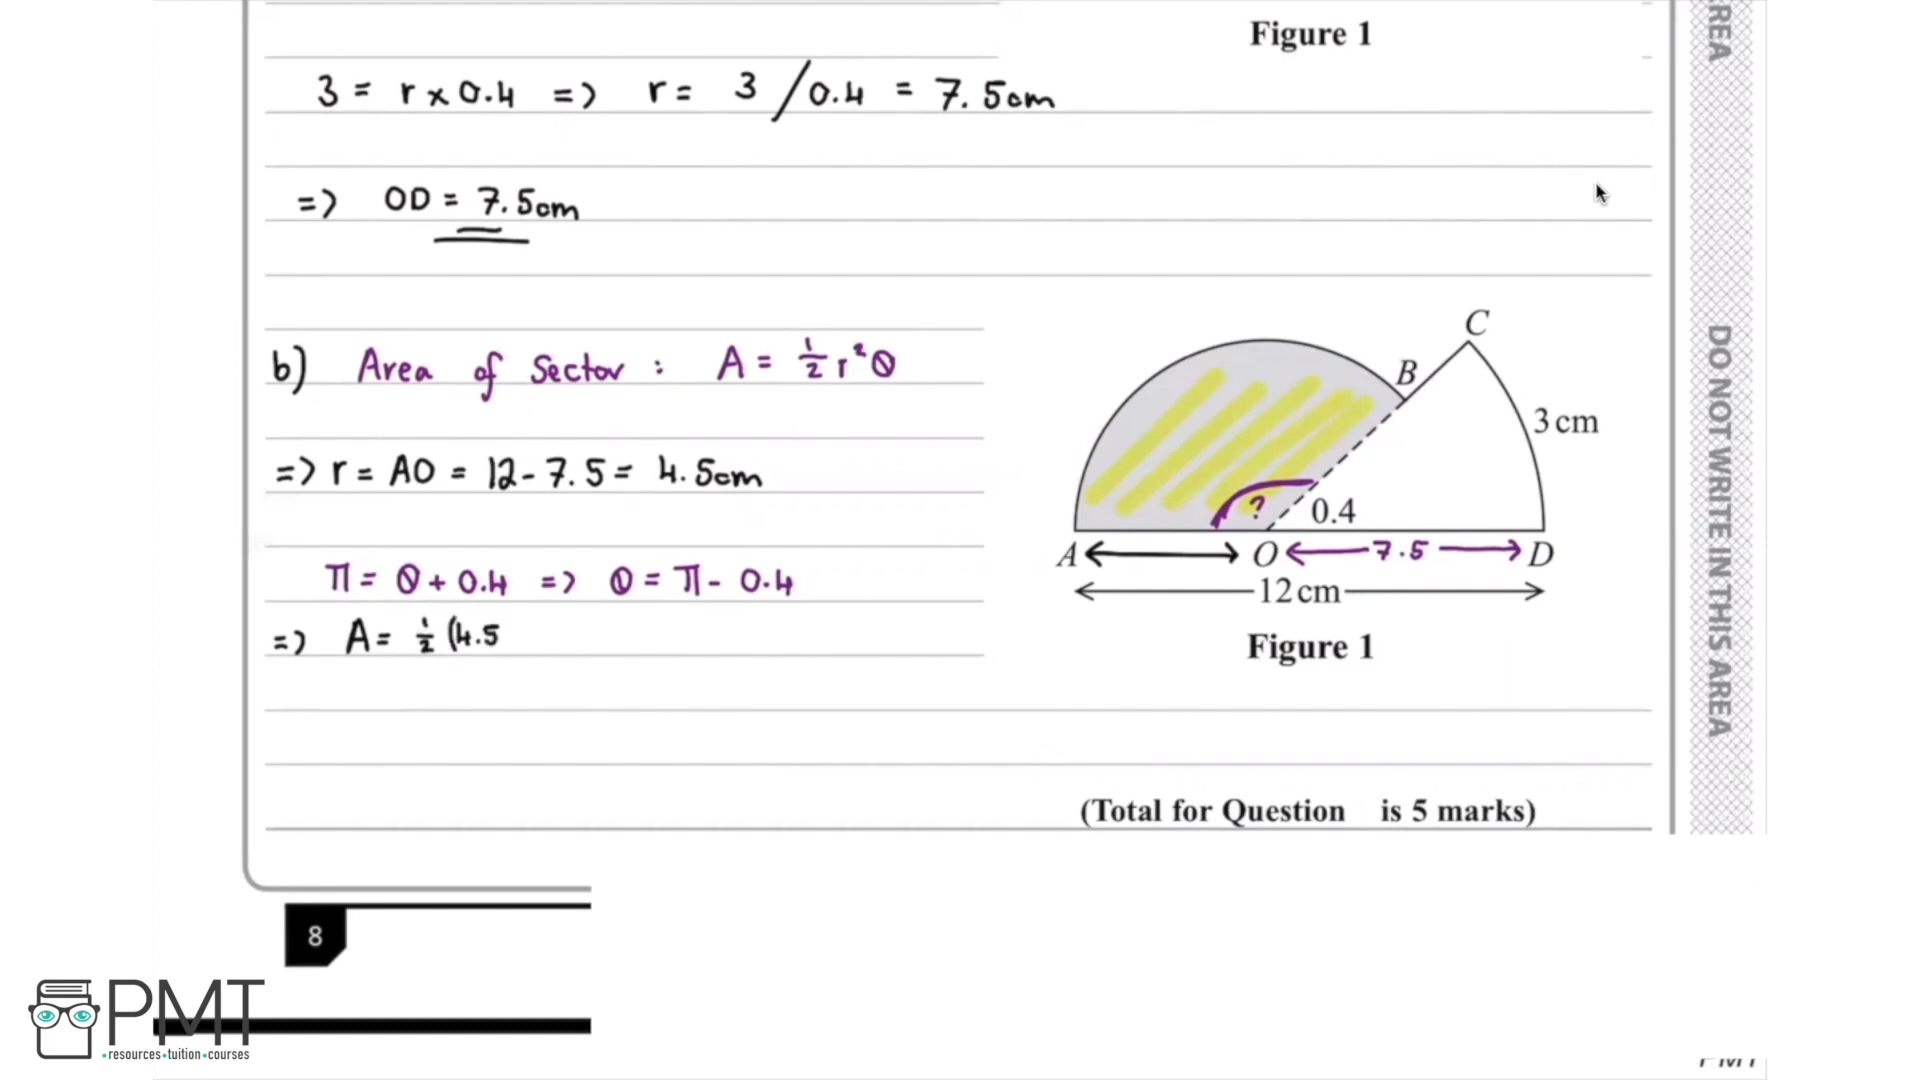 Figure 1
3 = r × 0.4 => r = 3 / 0.4 = 7.5cm
=> OD = 7.5cm
b) Area of Sector : A = ½ r² θ
=> r = AO = 12 - 7.5 = 4.5cm
π = θ + 0.4 => θ = π - 0.4
=> A = ½ (4.5
C
B
3 cm
?
0.4
A
O
7.5
D
12 cm
Figure 1
(Total for Question is 5 marks)
8
PMT
•resources•tuition•courses
REA
DO NOT WRITE IN THIS AREA
PMT